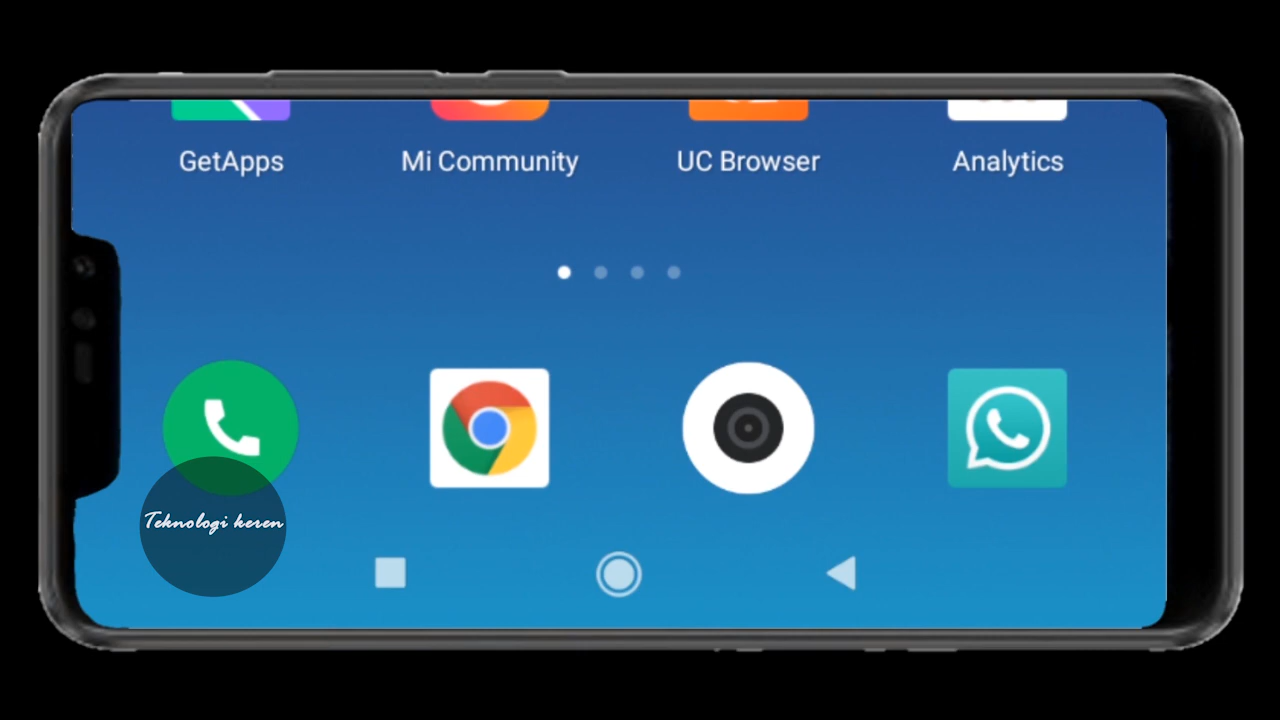 GetApps
Mi Community
UC Browser
Analytics
Teknologi keren